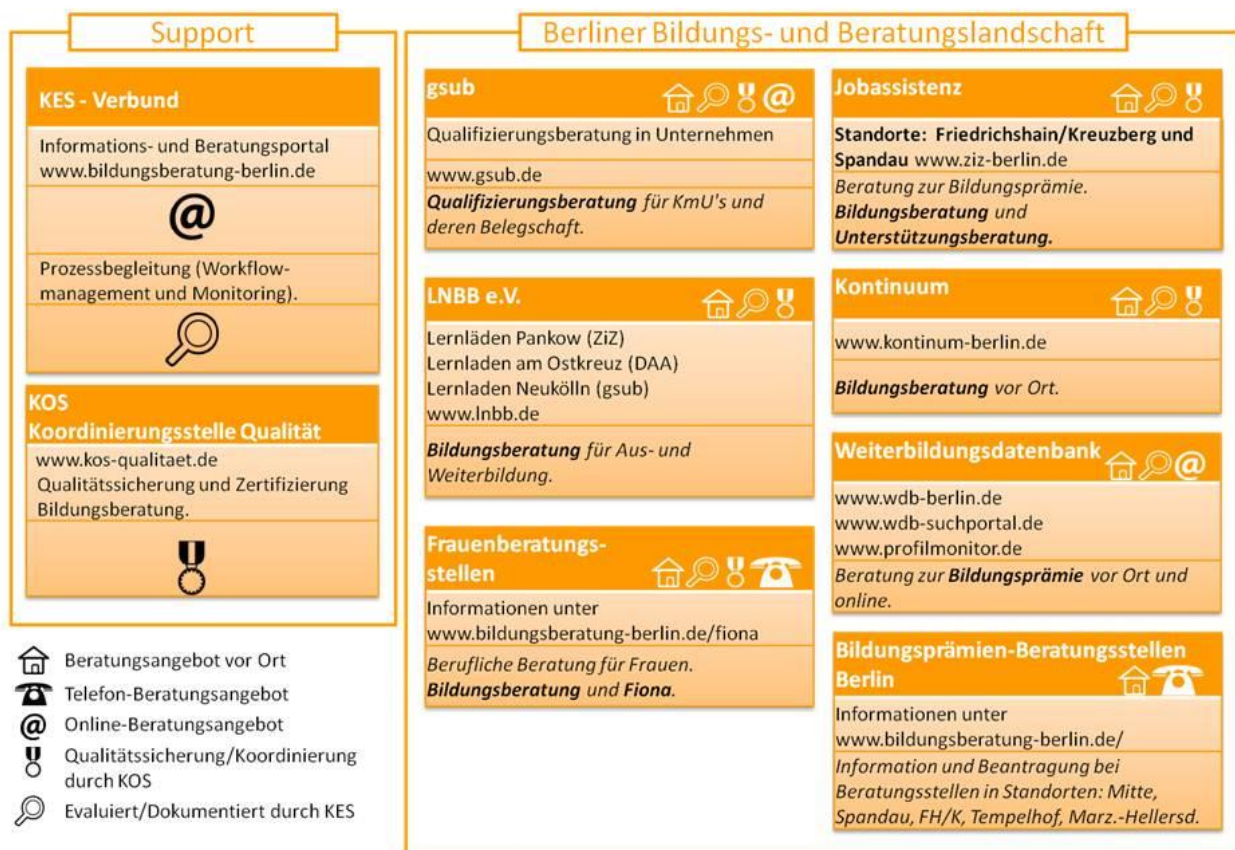 Support
KES - Verbund
Informations- und Beratungsportal
www.bildungsberatung-berlin.de
@
Prozessbegleitung (Workflow-
management und Monitoring).
KOS
Koordinierungsstelle Qualität
www.kos-qualitaet.de
Qualitätssicherung und Zertifizierung
Bildungsberatung.
Beratungsangebot vor Ort
Telefon-Beratungsangebot
@ Online-Beratungsangebot
Qualitätssicherung/Koordinierung
durch KOS
Evaluiert/Dokumentiert durch KES
Berliner Bildungs- und Beratungslandschaft
gsub @
Qualifizierungsberatung in Unternehmen
www.gsub.de
Qualifizierungsberatung für KmU's und
deren Belegschaft.
LNBB e.V.
Lernläden Pankow (ZiZ)
Lernladen am Ostkreuz (DAA)
Lernladen Neukölln (gsub)
www.lnbb.de
Bildungsberatung für Aus- und
Weiterbildung.
Frauenberatungs-
stellen
Informationen unter
www.bildungsberatung-berlin.de/fiona
Berufliche Beratung für Frauen.
Bildungsberatung und Fiona.
Jobassistenz
Standorte: Friedrichshain/Kreuzberg und
Spandau www.ziz-berlin.de
Beratung zur Bildungsprämie.
Bildungsberatung und
Unterstützungsberatung.
Kontinuum
www.kontinum-berlin.de
Bildungsberatung vor Ort.
Weiterbildungsdatenbank @
www.wdb-berlin.de
www.wdb-suchportal.de
www.profilmonitor.de
Beratung zur Bildungsprämie vor Ort und
online.
Bildungsprämien-Beratungsstellen
Berlin
Informationen unter
www.bildungsberatung-berlin.de/
Information und Beantragung bei
Beratungsstellen in Standorten: Mitte,
Spandau, FH/K, Tempelhof, Marz.-Hellersd.